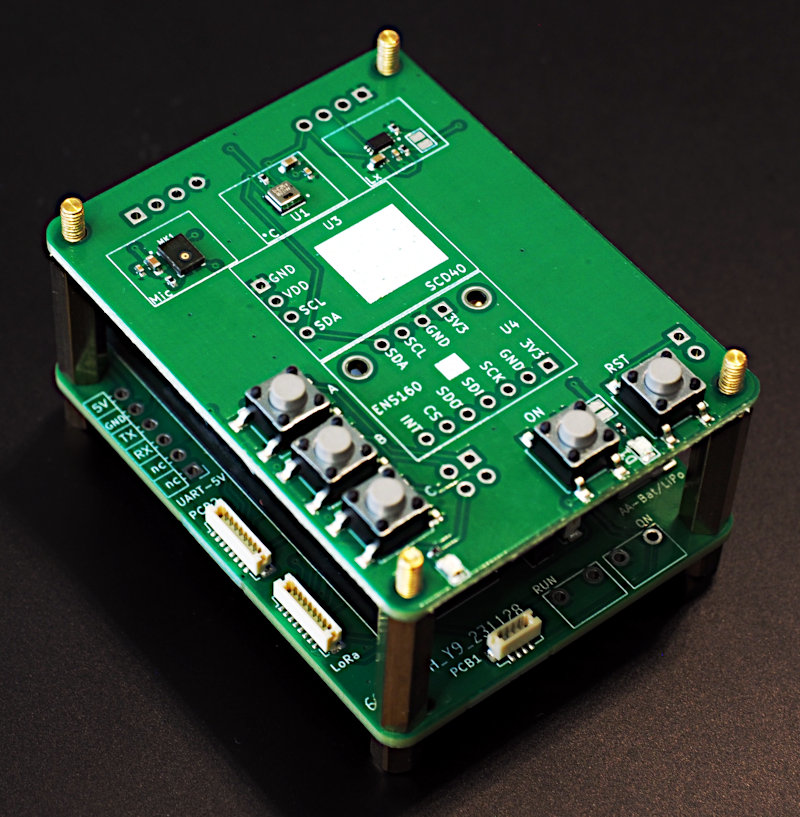 Lx
U1
°C
U3
MK1
Mic
SCD40
GND
VDD
SCL
SDA
U4
3V3
GND
SCL
SDA
3V3
GND
SCK
SDI
SDO
CS
INT
ENS160
RST
ON
A
B
C
5V
GND
TX
RX
nc
nc
UART-5V
PCB2
LoRa
AA-Bat/LiPo
ON
RUN
H_Y9_231128
PCB1